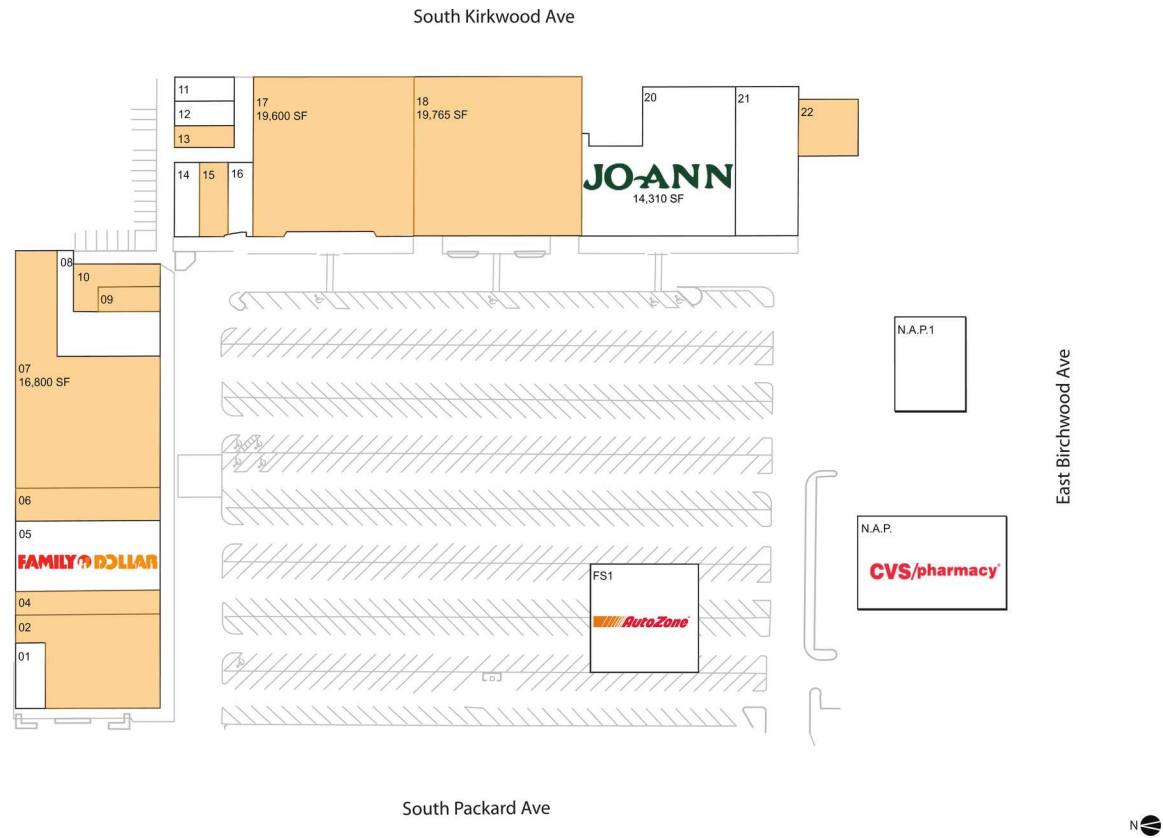 South Kirkwood Ave
11
12
13
17
19,600 SF
18
19,765 SF
20
21
22
14
15
16
JO-ANN
14,310 SF
08
10
09
07
16,800 SF
N.A.P.1
East Birchwood Ave
06
05
FAMILY DOLLAR
N.A.P.
CVS/pharmacy
FS1
AutoZone
04
02
01
South Packard Ave
N